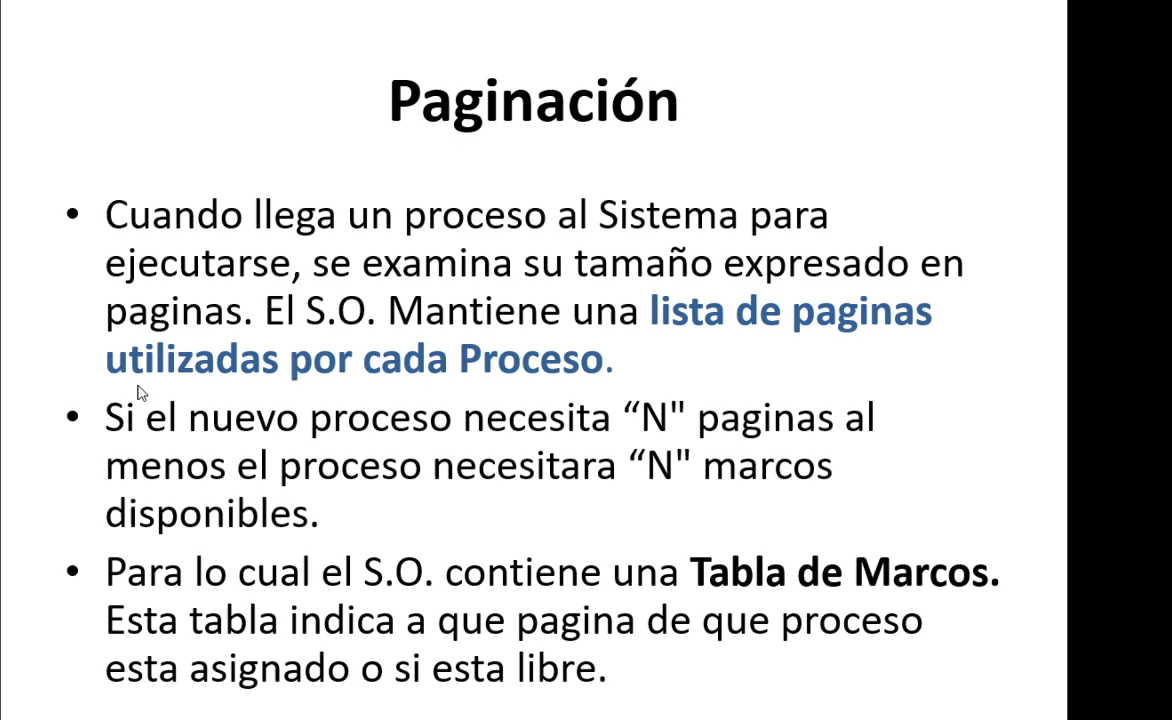 Paginación
• Cuando llega un proceso al Sistema para
ejecutarse, se examina su tamaño expresado en
paginas. El S.O. Mantiene una lista de paginas
utilizadas por cada Proceso.
• Si el nuevo proceso necesita “N" paginas al
menos el proceso necesitara “N" marcos
disponibles.
• Para lo cual el S.O. contiene una Tabla de Marcos.
Esta tabla indica a que pagina de que proceso
esta asignado o si esta libre.